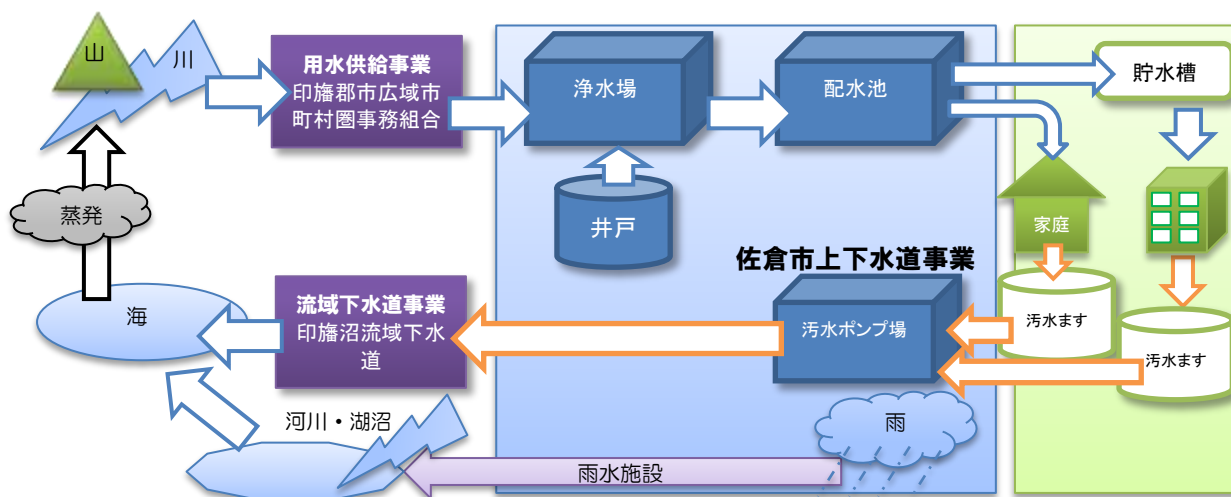 山
川
用水供給事業
印旛郡市広域市
町村圏事務組合
浄水場
配水池
貯水槽
井戸
家庭
蒸発
佐倉市上下水道事業
海
流域下水道事業
印旛沼流域下水
道
汚水ポンプ場
汚水ます
汚水ます
河川・湖沼
雨
雨水施設